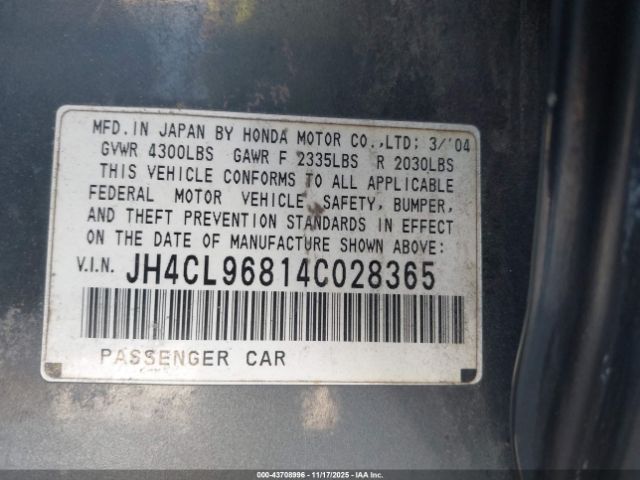 MFD. IN JAPAN BY HONDA MOTOR CO.,LTD; 3/'04
GVWR 4300LBS GAWR F 2335LBS R 2030LBS
THIS VEHICLE CONFORMS TO ALL APPLICABLE
FEDERAL MOTOR VEHICLE SAFETY, BUMPER,
AND THEFT PREVENTION STANDARDS IN EFFECT
ON THE DATE OF MANUFACTURE SHOWN ABOVE:
V.I.N. JH4CL96814C028365
PASSENGER CAR
000-43708996 - 11/17/2025 - IAAI.COM